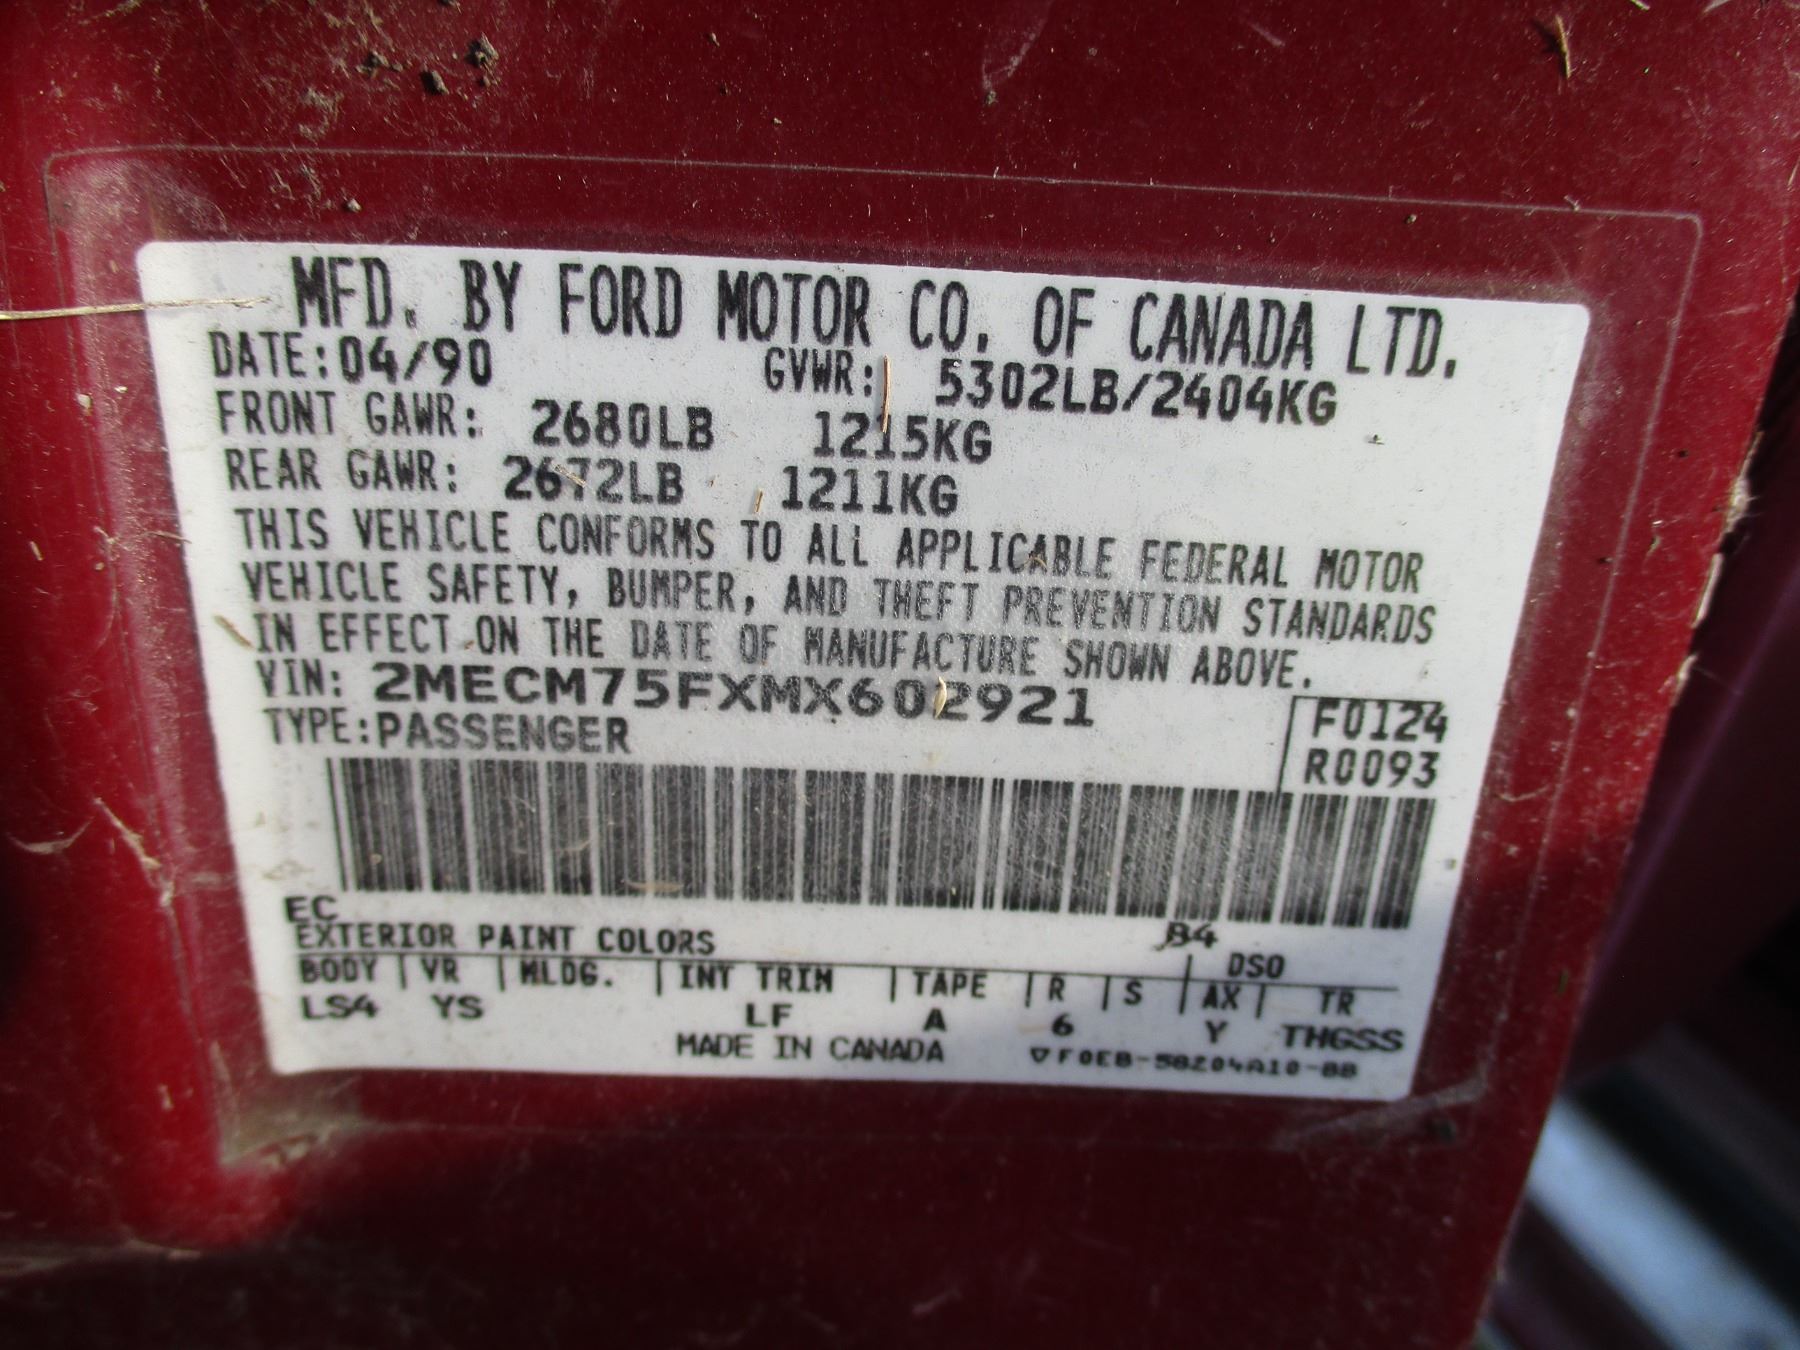 MFD. BY FORD MOTOR CO. OF CANADA LTD.
DATE:04/90 GVWR: 5302LB/2404KG
FRONT GAWR: 2680LB 1215KG
REAR GAWR: 2672LB 1211KG
THIS VEHICLE CONFORMS TO ALL APPLICABLE FEDERAL MOTOR
VEHICLE SAFETY, BUMPER, AND THEFT PREVENTION STANDARDS
IN EFFECT ON THE DATE OF MANUFACTURE SHOWN ABOVE.
VIN: 2MECM75FXMX602921
TYPE:PASSENGER
F0124
R0093
EC B4
EXTERIOR PAINT COLORS DSO
BODY | VR | MLDG. | INT TRIM | TAPE | R | S | AX | TR
LS4 YS LF A 6 Y THGSS
MADE IN CANADA ▽F0EB-58204A10-BB